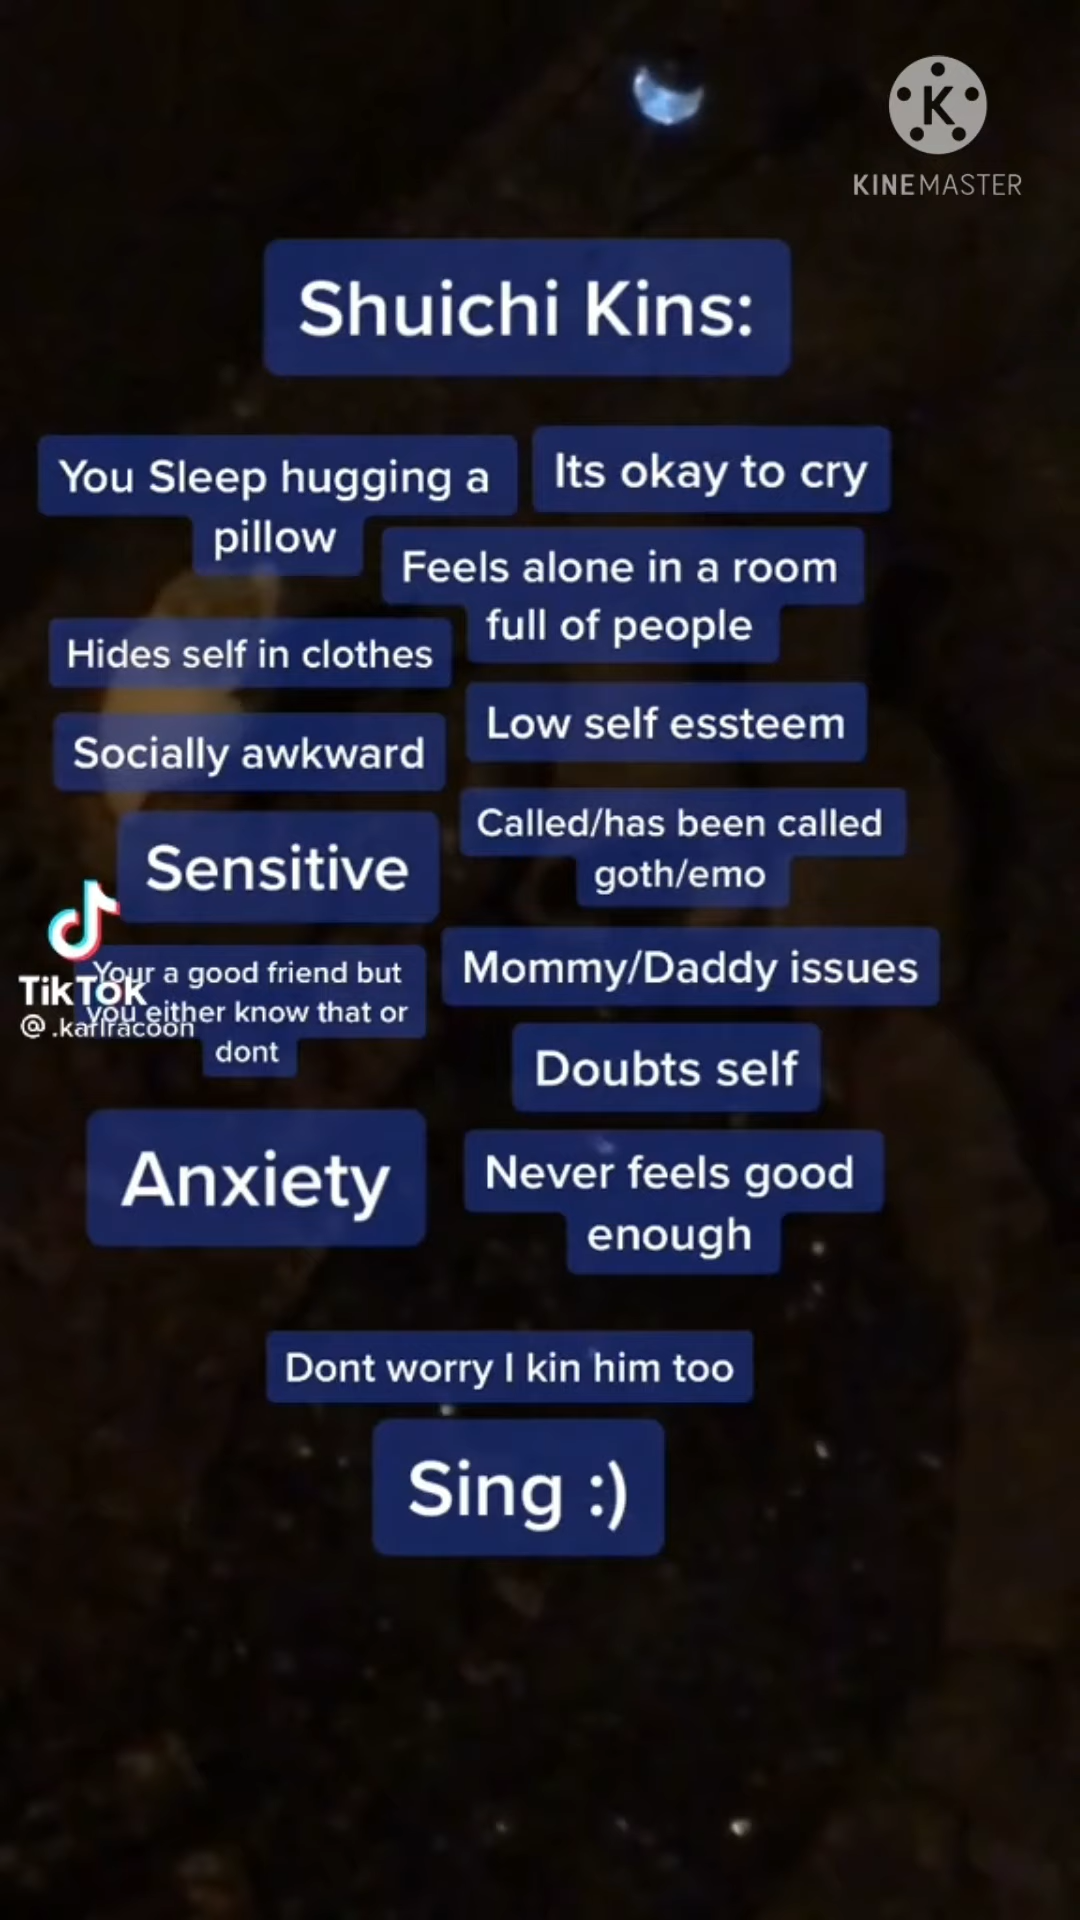 K
KINEMASTER
Shuichi Kins:
You Sleep hugging a
pillow
Its okay to cry
Feels alone in a room
full of people
Hides self in clothes
Low self essteem
Socially awkward
Called/has been called
goth/emo
Sensitive
Mommy/Daddy issues
Your a good friend but
you either know that or
dont
TikTok
@.karlracoon
Doubts self
Anxiety
Never feels good
enough
Dont worry I kin him too
Sing :)